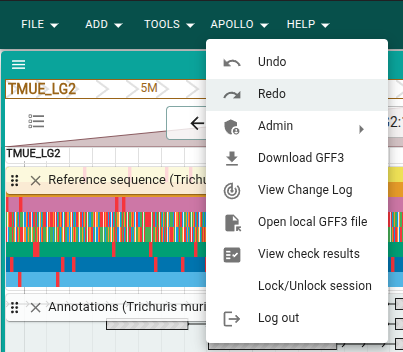 FILE ADD TOOLS APOLLO HELP
TMUE_LG2 5M
Undo
Redo
Admin
Download GFF3
View Change Log
Open local GFF3 file
View check results
Lock/Unlock session
Log out
TMUE_LG2
Reference sequence (Trichu
Annotations (Trichuris muri